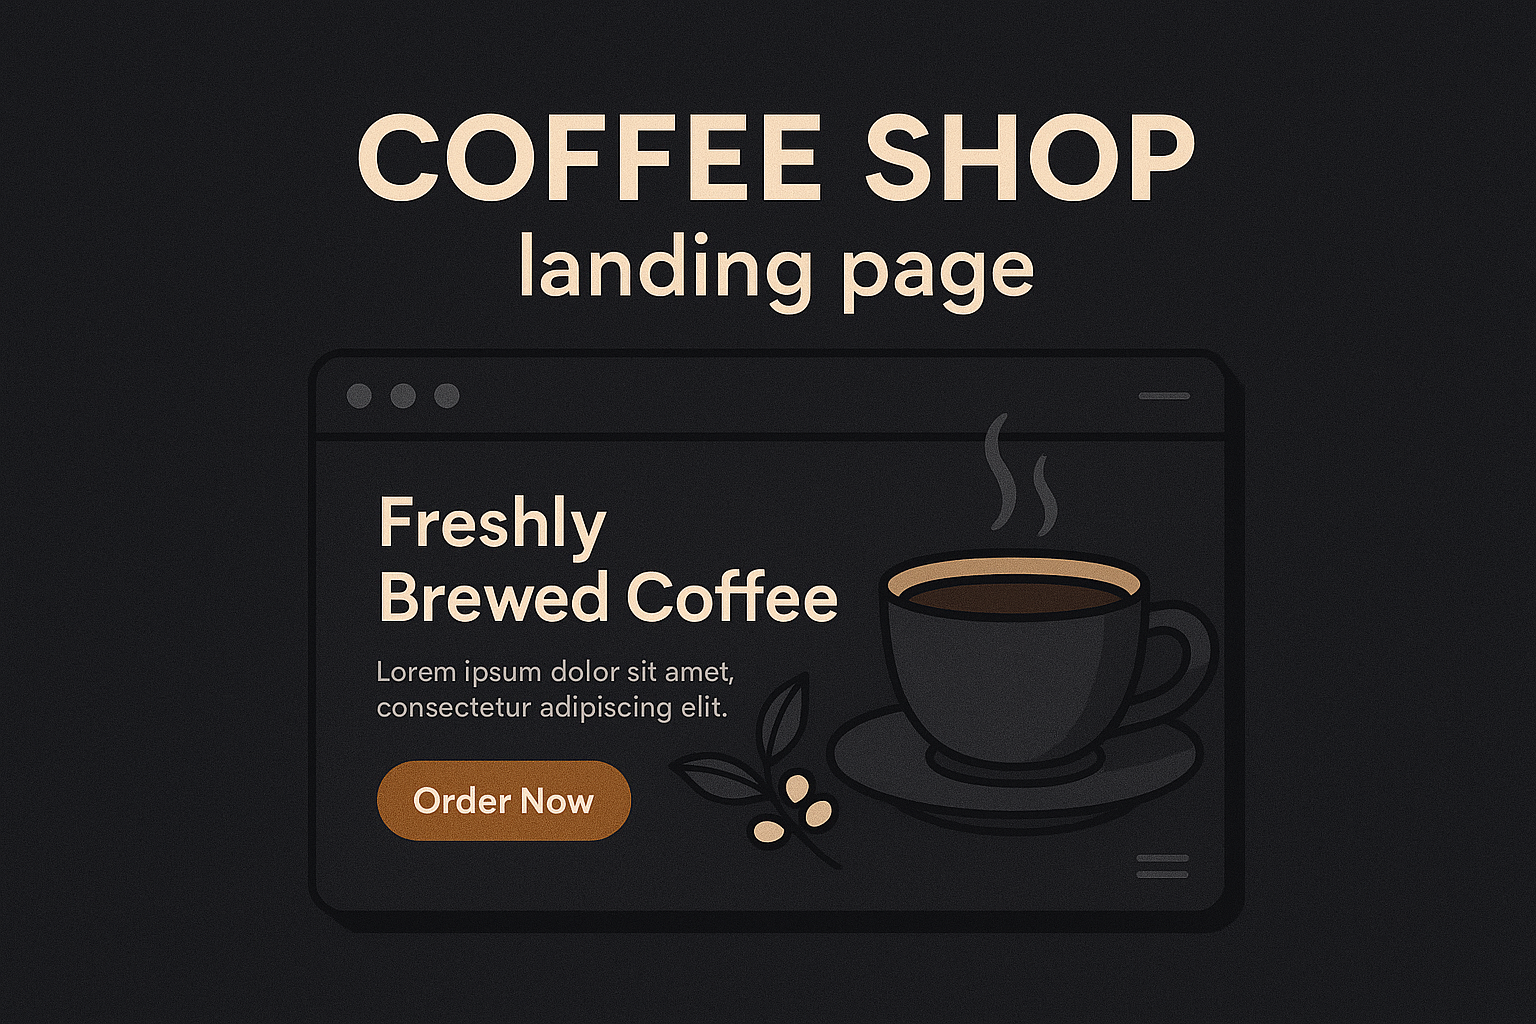 COFFEE SHOP
landing page
Freshly
Brewed Coffee
Lorem ipsum dolor sit amet,
consectetur adipiscing elit.
Order Now